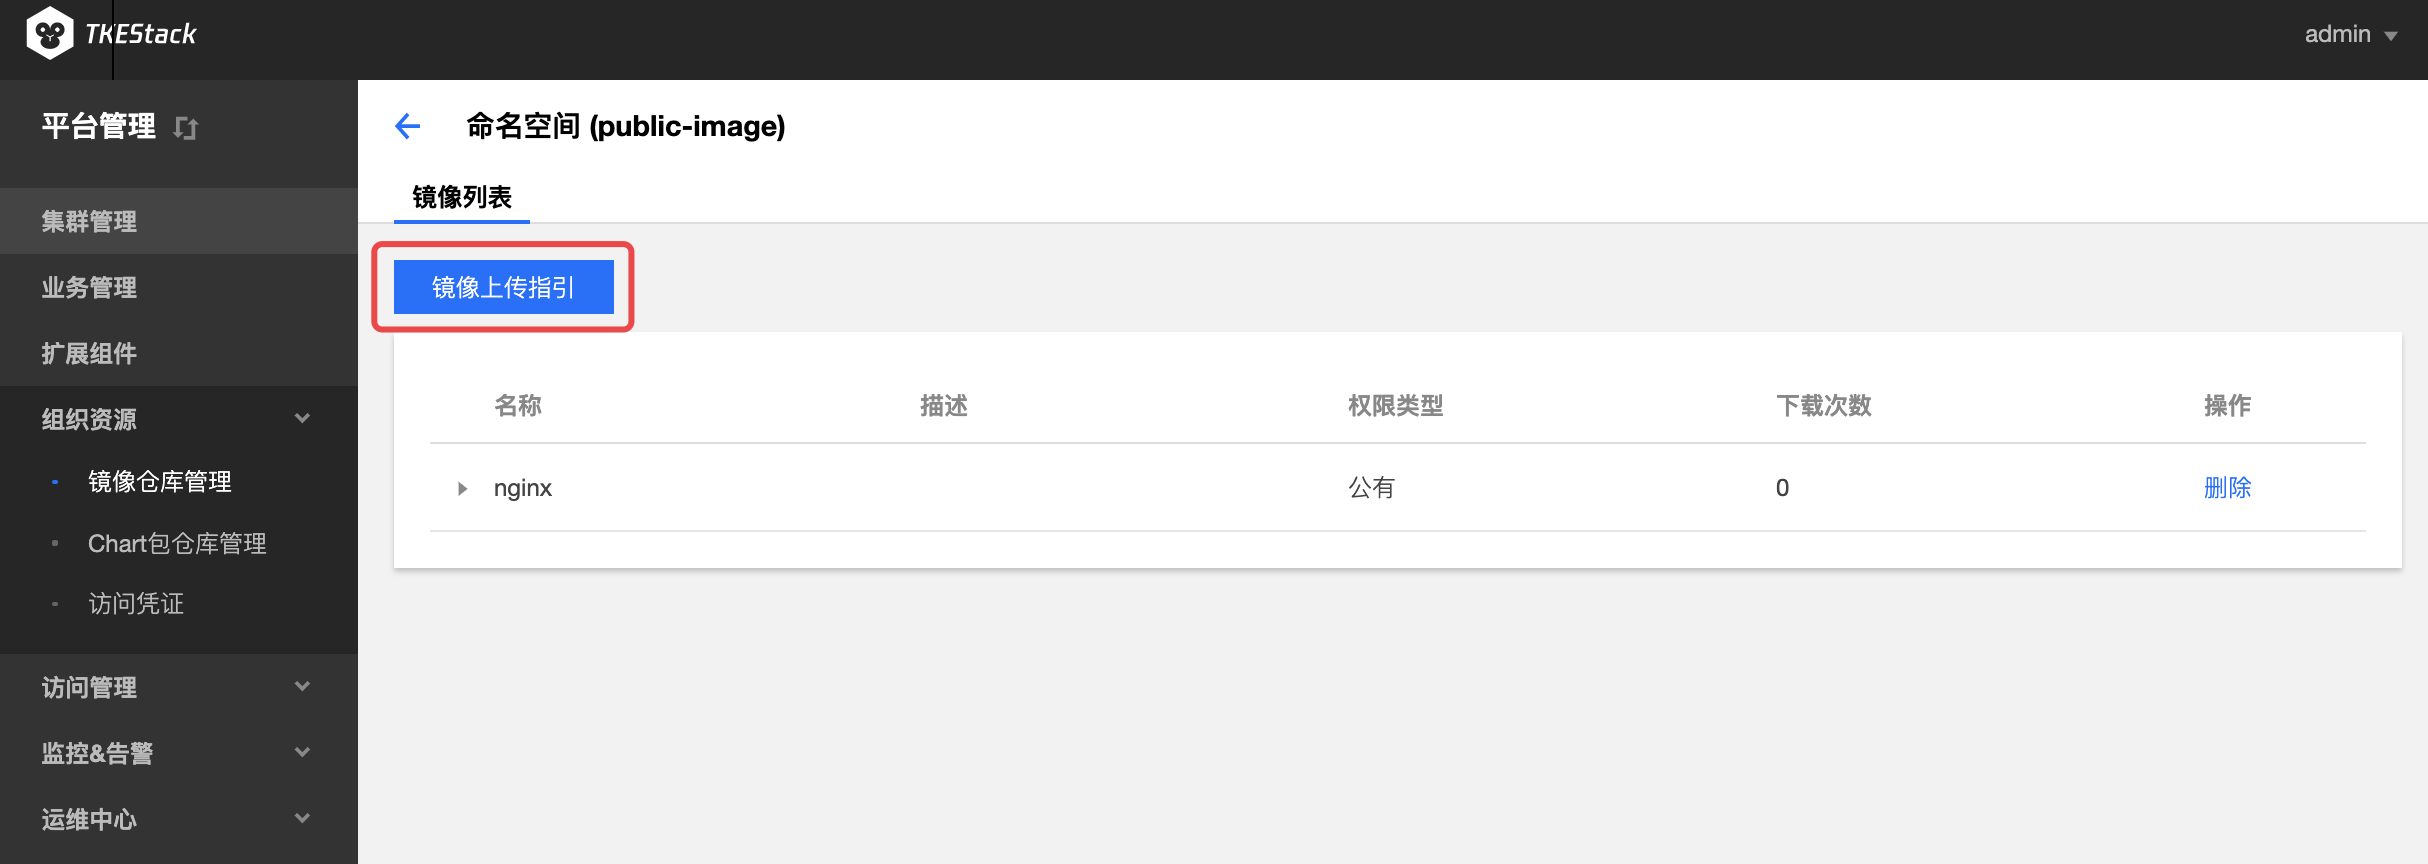 TKEStack
admin
平台管理
集群管理
业务管理
扩展组件
组织资源
镜像仓库管理
Chart包仓库管理
访问凭证
访问管理
监控&告警
运维中心
命名空间 (public-image)
镜像列表
镜像上传指引
名称 描述 权限类型 下载次数 操作
nginx 公有 0 删除